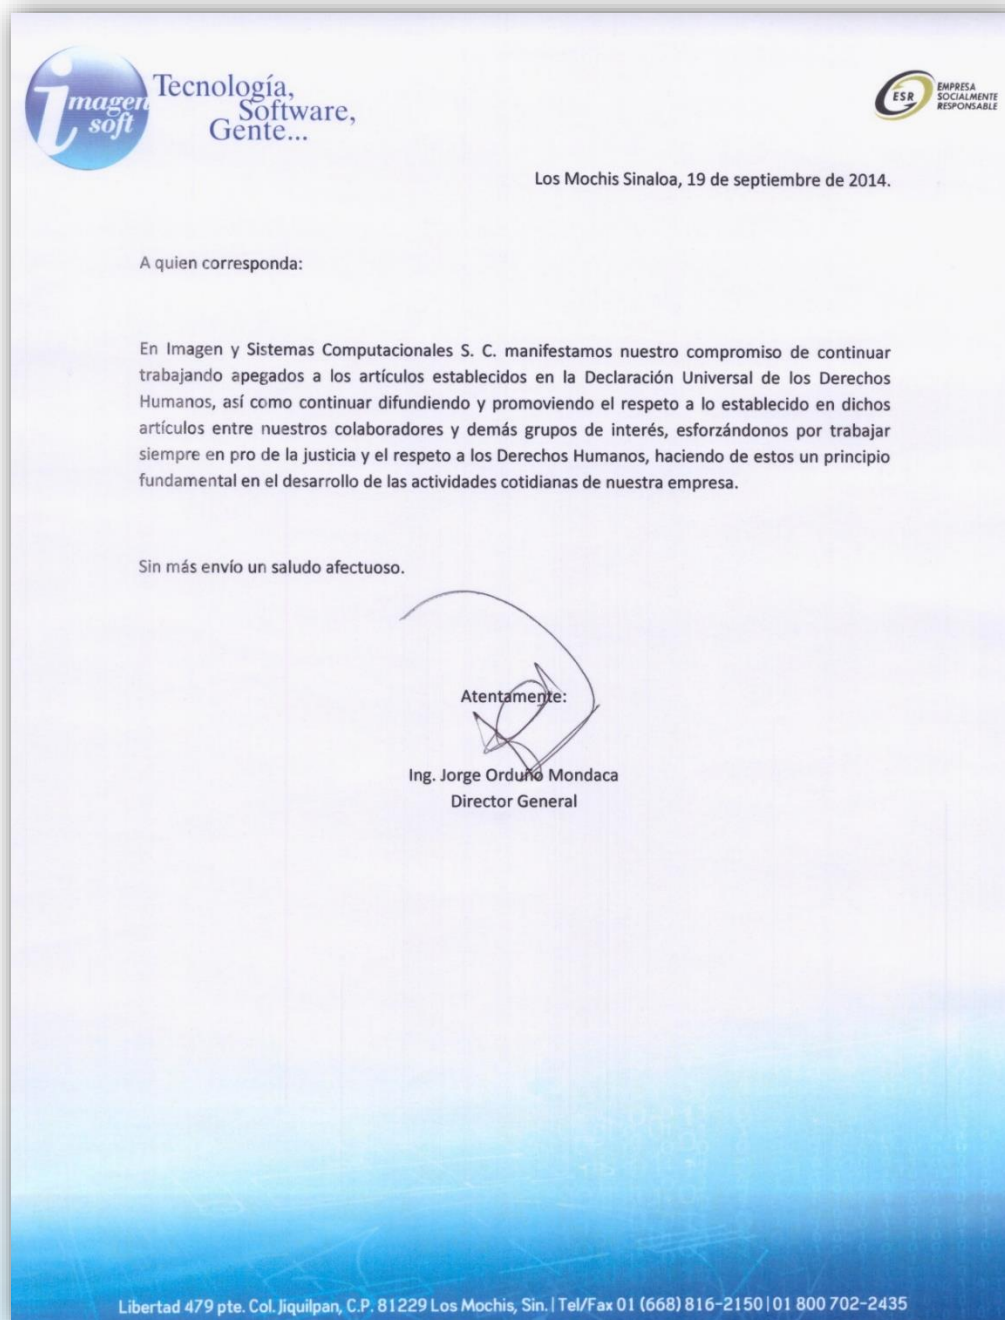 imagen
soft
Tecnología,
Software,
Gente...
ESR
EMPRESA
SOCIALMENTE
RESPONSABLE
Los Mochis Sinaloa, 19 de septiembre de 2014.
A quien corresponda:
En Imagen y Sistemas Computacionales S. C. manifestamos nuestro compromiso de continuar
trabajando apegados a los artículos establecidos en la Declaración Universal de los Derechos
Humanos, así como continuar difundiendo y promoviendo el respeto a lo establecido en dichos
artículos entre nuestros colaboradores y demás grupos de interés, esforzándonos por trabajar
siempre en pro de la justicia y el respeto a los Derechos Humanos, haciendo de estos un principio
fundamental en el desarrollo de las actividades cotidianas de nuestra empresa.
Sin más envío un saludo afectuoso.
Atentamente:
Ing. Jorge Orduño Mondaca
Director General
Libertad 479 pte. Col. Jiquilpan, C.P. 81229 Los Mochis, Sin. | Tel/Fax 01 (668) 816-2150 | 01 800 702-2435